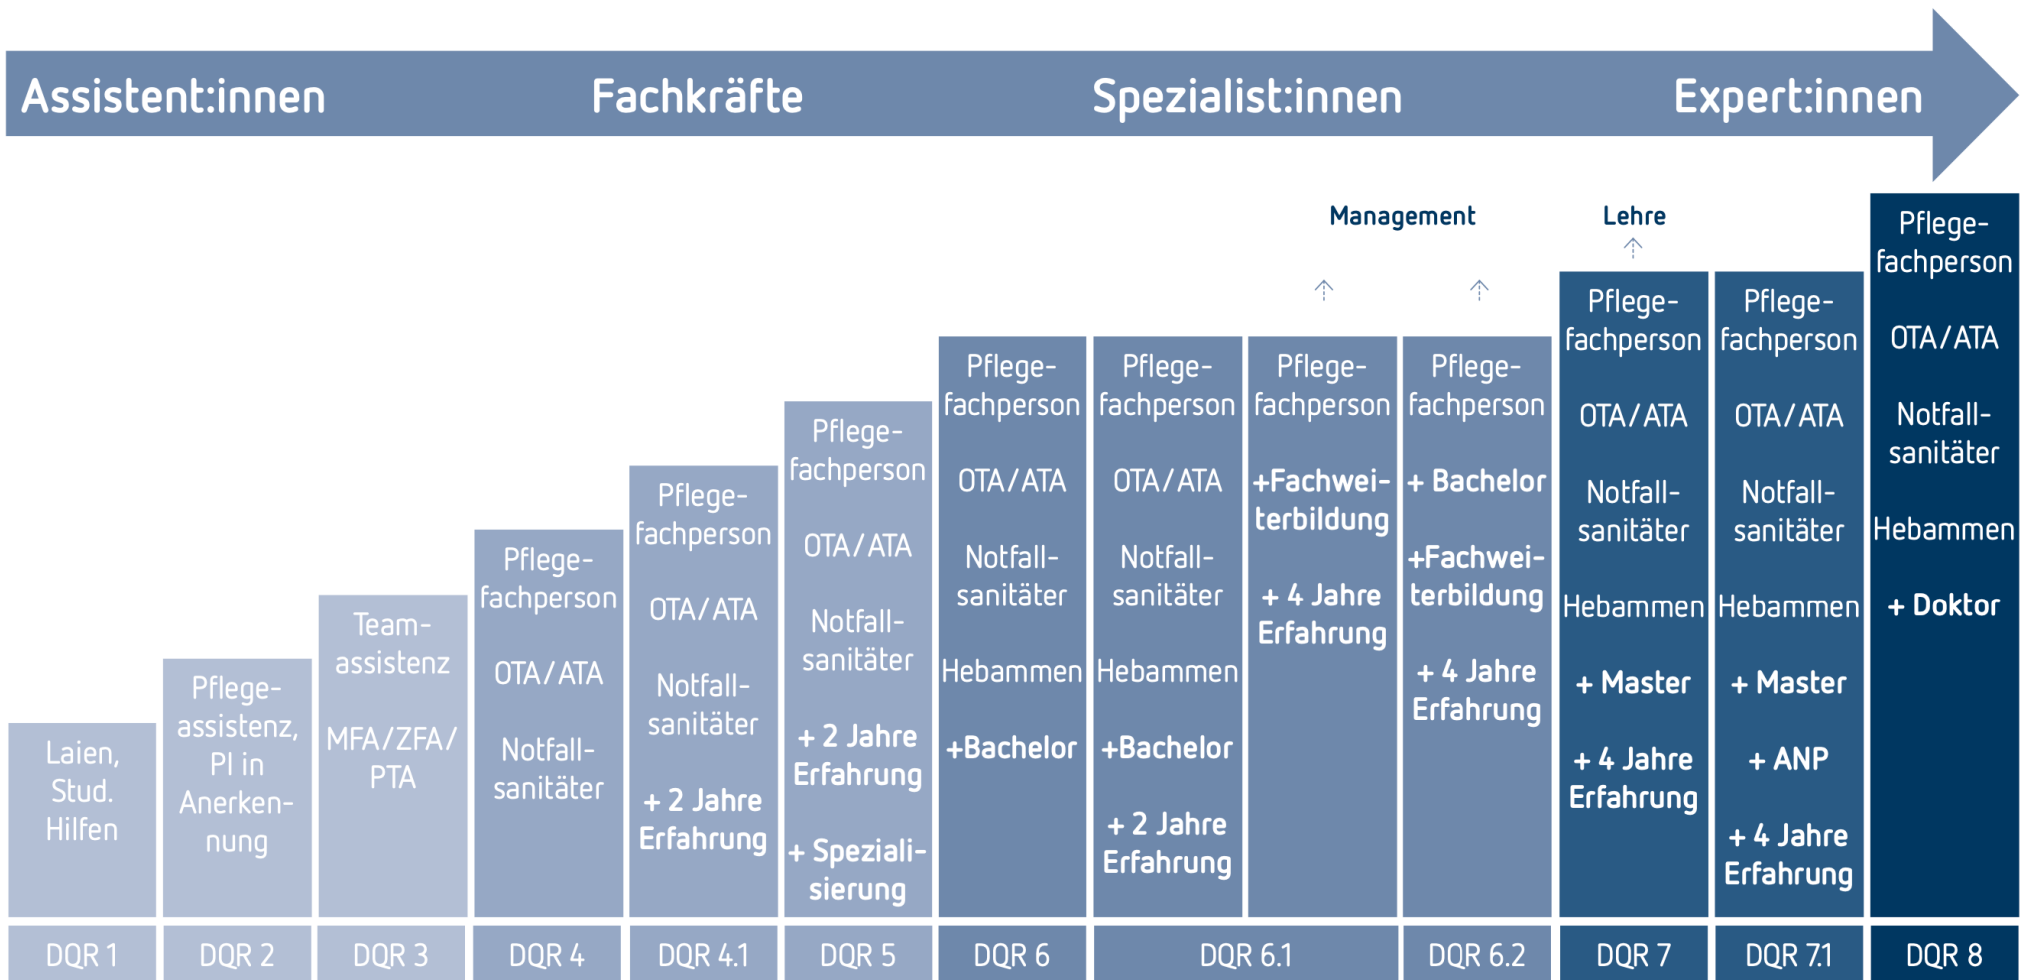 Assistent:innen
Fachkräfte
Spezialist:innen
Expert:innen
Management
Lehre
Laien,
Stud.
Hilfen
DQR 1
Pflege-
assistenz,
PI in
Anerken-
nung
DQR 2
Team-
assistenz
MFA/ZFA/
PTA
DQR 3
Pflege-
fachperson
OTA/ATA
Notfall-
sanitäter
DQR 4
Pflege-
fachperson
OTA/ATA
Notfall-
sanitäter
+ 2 Jahre
Erfahrung
DQR 4.1
Pflege-
fachperson
OTA/ATA
Notfall-
sanitäter
+ 2 Jahre
Erfahrung
+ Speziali-
sierung
DQR 5
Pflege-
fachperson
OTA/ATA
Notfall-
sanitäter
Hebammen
+Bachelor
DQR 6
Pflege-
fachperson
OTA/ATA
Notfall-
sanitäter
Hebammen
+Bachelor
+ 2 Jahre
Erfahrung
Pflege-
fachperson
+Fachwei-
terbildung
+ 4 Jahre
Erfahrung
DQR 6.1
Pflege-
fachperson
+ Bachelor
+Fachwei-
terbildung
+ 4 Jahre
Erfahrung
DQR 6.2
Pflege-
fachperson
OTA/ATA
Notfall-
sanitäter
Hebammen
+ Master
+ 4 Jahre
Erfahrung
DQR 7
Pflege-
fachperson
OTA/ATA
Notfall-
sanitäter
Hebammen
+ Master
+ ANP
+ 4 Jahre
Erfahrung
DQR 7.1
Pflege-
fachperson
OTA/ATA
Notfall-
sanitäter
Hebammen
+ Doktor
DQR 8